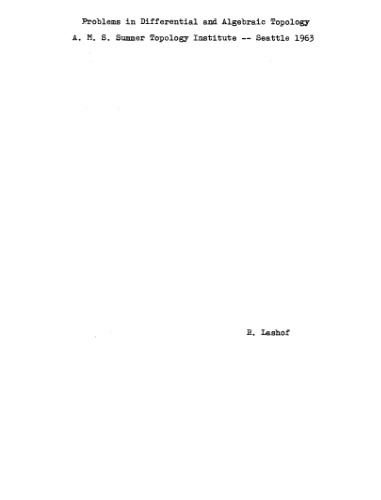 Problems in Differential and Algebraic Topology
A. M. S. Summer Topology Institute -- Seattle 1963
R. Lashof